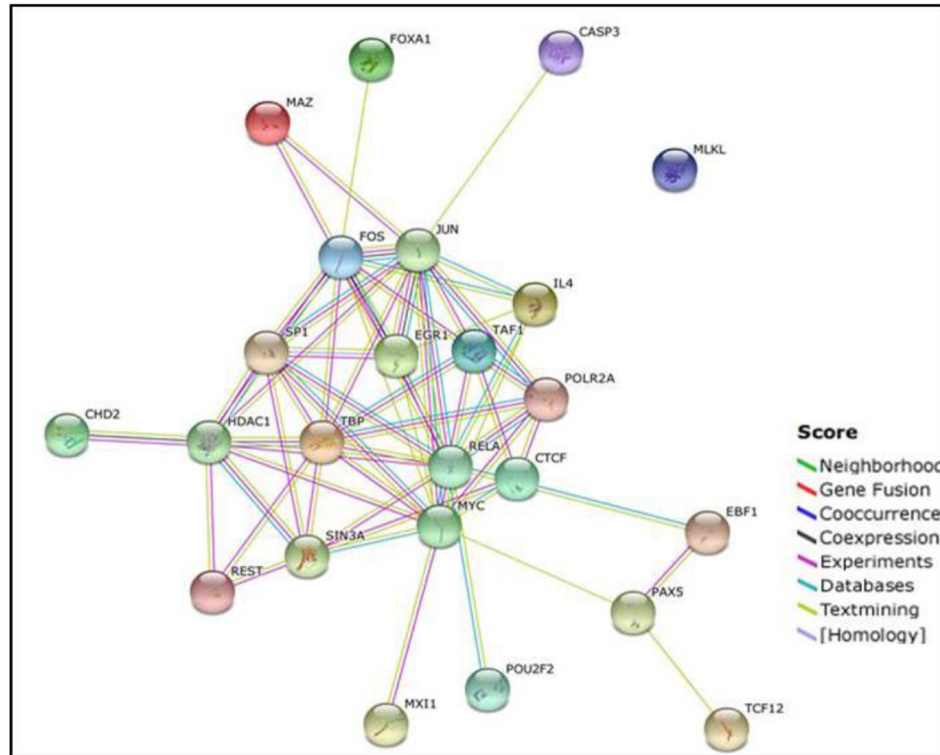 FOXA1
CASP3
MAZ
MLKL
JUN
FOS
IL4
SP1
EGR1
TAF1
POLR2A
CHD2
HDAC1
TBP
RELA
CTCF
MYC
EBF1
SIN3A
REST
PAX5
POU2F2
MXI1
TCF12
Score
Neighborhood
Gene Fusion
Cooccurrence
Coexpression
Experiments
Databases
Textmining
[Homology]